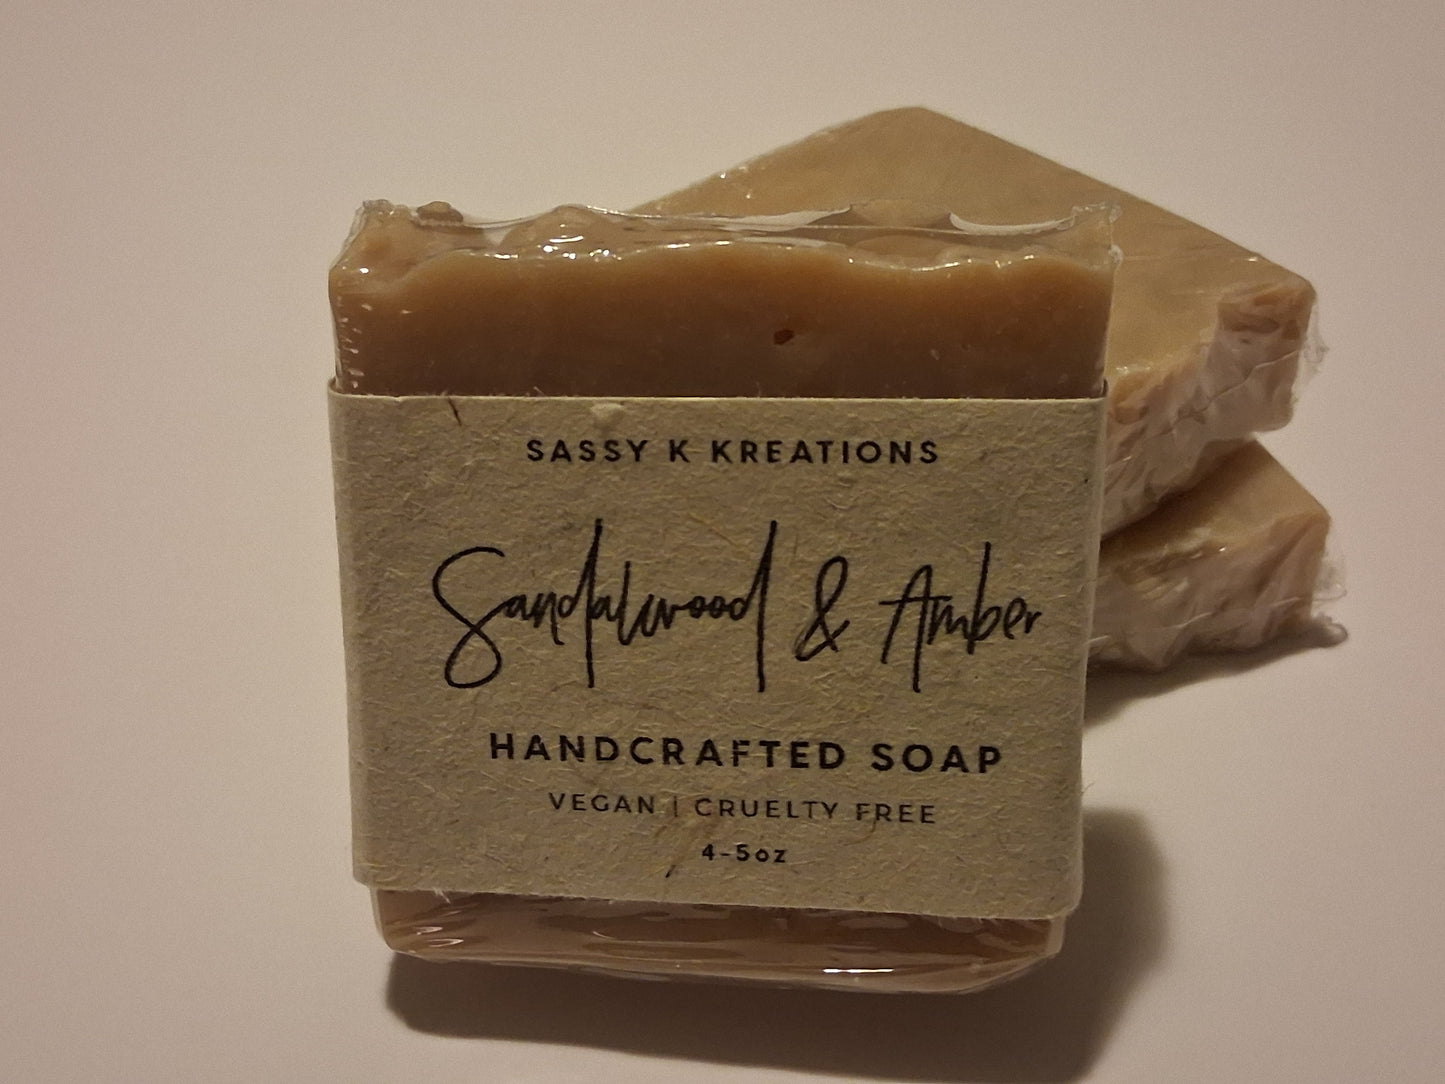 SASSY K KREATIONS
Sandalwood & Amber
HANDCRAFTED SOAP
VEGAN | CRUELTY FREE
4-5oz